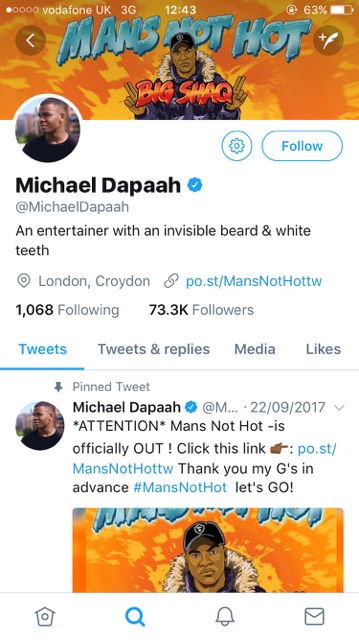 vodafone UK 3G 12:43 63%
MANS NOT HOT
BIG SHAQ
Follow
Michael Dapaah
@MichaelDapaah
An entertainer with an invisible beard & white
teeth
London, Croydon po.st/MansNotHottw
1,068 Following 73.3K Followers
Tweets Tweets & replies Media Likes
Pinned Tweet
Michael Dapaah @M... · 22/09/2017
*ATTENTION* Mans Not Hot -is
officially OUT ! Click this link 👉🏾: po.st/
MansNotHottw Thank you my G's in
advance #MansNotHot let's GO!
MANS NOT HOT